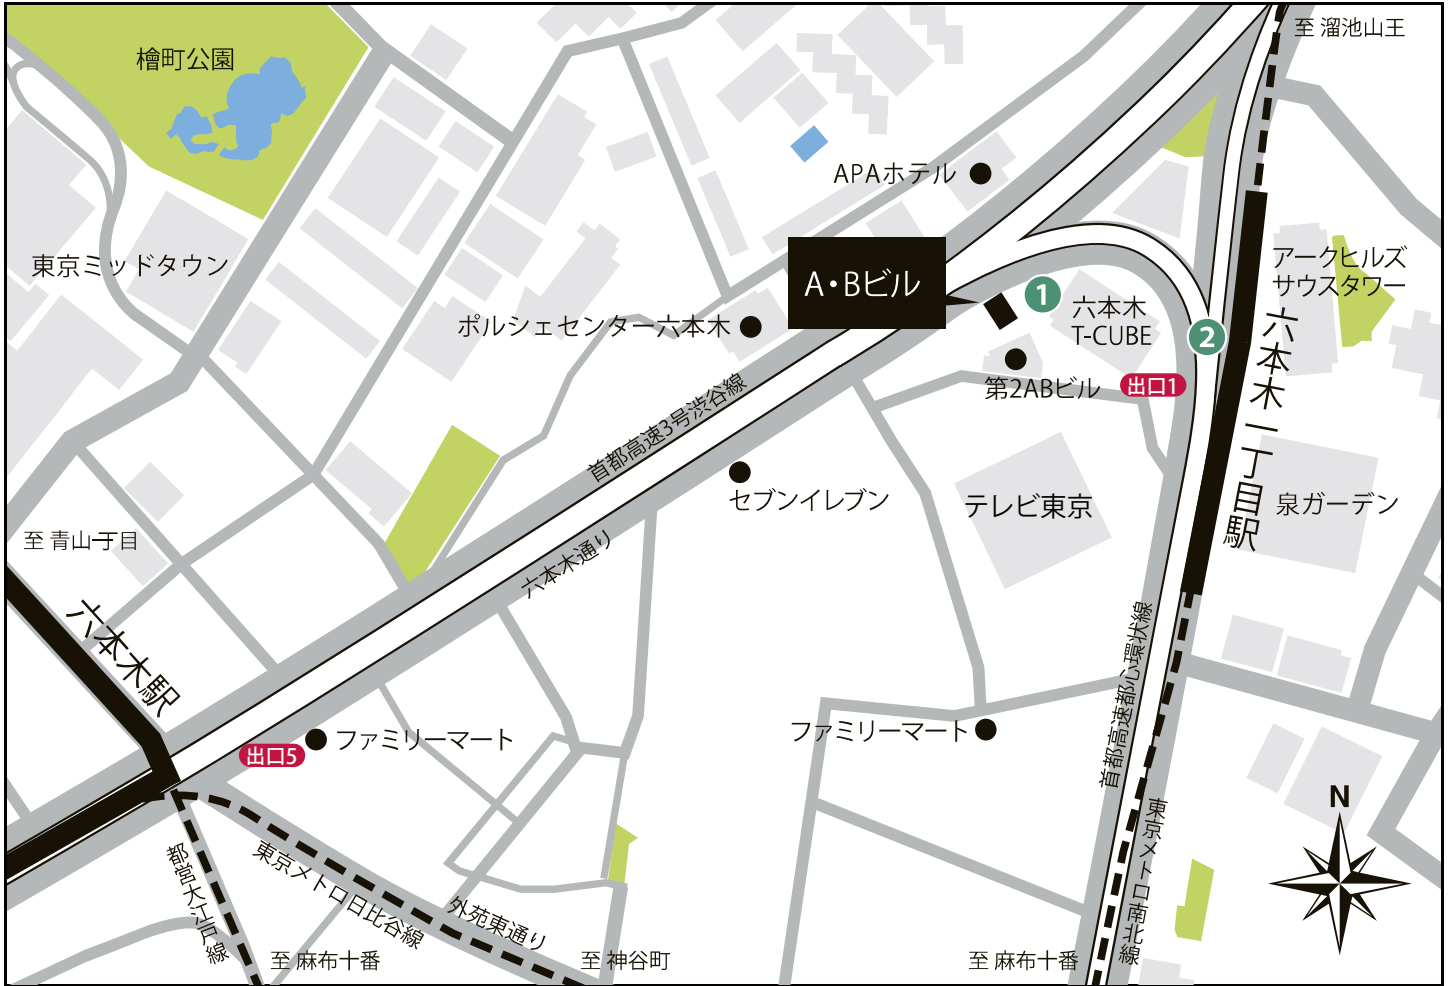 至 溜池山王
檜町公園
APAホテル
東京ミッドタウン
アークヒルズ
サウスタワー
A・Bビル
1
六本木
T-CUBE
ポルシェセンター六本木
2
六本木一丁目駅
第2ABビル
出口1
首都高速3号渋谷線
セブンイレブン
テレビ東京
泉ガーデン
至 青山一丁目
六本木通り
六本木駅
首都高速都心環状線
ファミリーマート
出口5
ファミリーマート
N
東京メトロ南北線
都営大江戸線
東京メトロ日比谷線
外苑東通り
至 麻布十番
至 神谷町
至 麻布十番